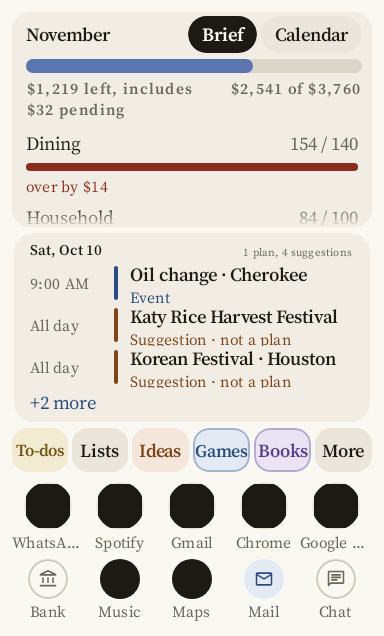 November
Brief
Calendar
$1,219 left, includes $2,541 of $3,760
$32 pending
Dining 154 / 140
over by $14
Household 84 / 100
Sat, Oct 10 1 plan, 4 suggestions
9:00 AM Oil change · Cherokee
Event
All day Katy Rice Harvest Festival
Suggestion · not a plan
All day Korean Festival · Houston
Suggestion · not a plan
+2 more
To-dos Lists Ideas Games Books More
WhatsA... Spotify Gmail Chrome Google ...
Bank Music Maps Mail Chat